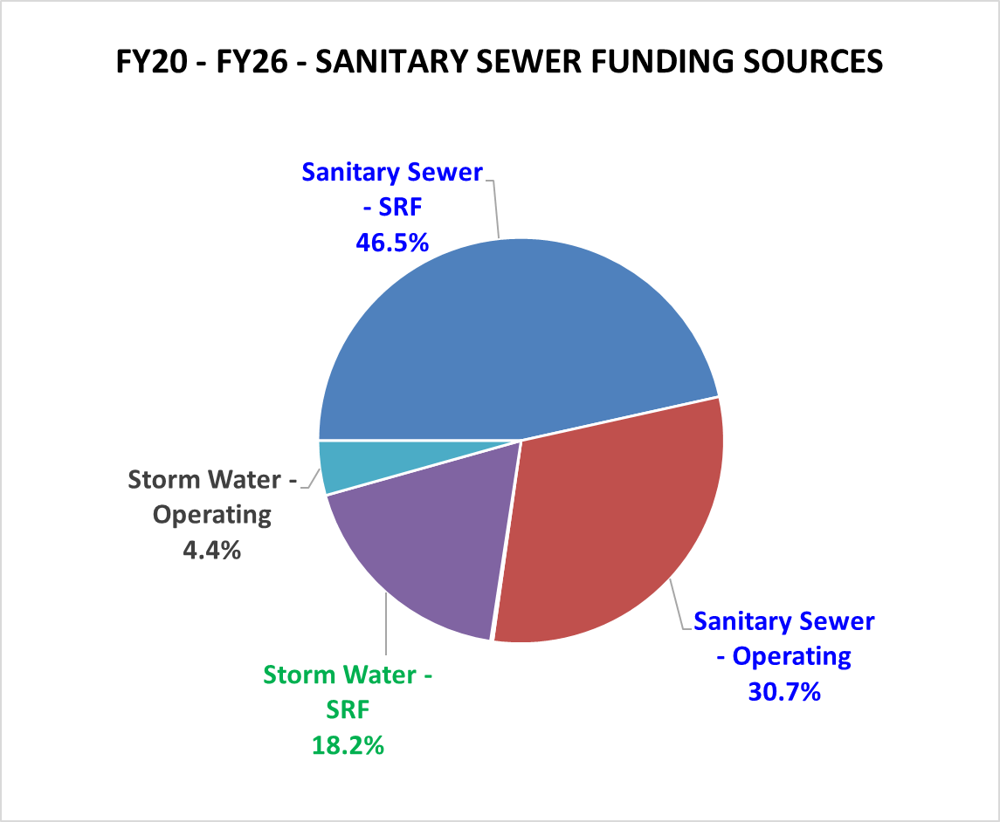 FY20 - FY26 - SANITARY SEWER FUNDING SOURCES
Sanitary Sewer
- SRF
46.5%
Storm Water -
Operating
4.4%
Sanitary Sewer
- Operating
30.7%
Storm Water -
SRF
18.2%